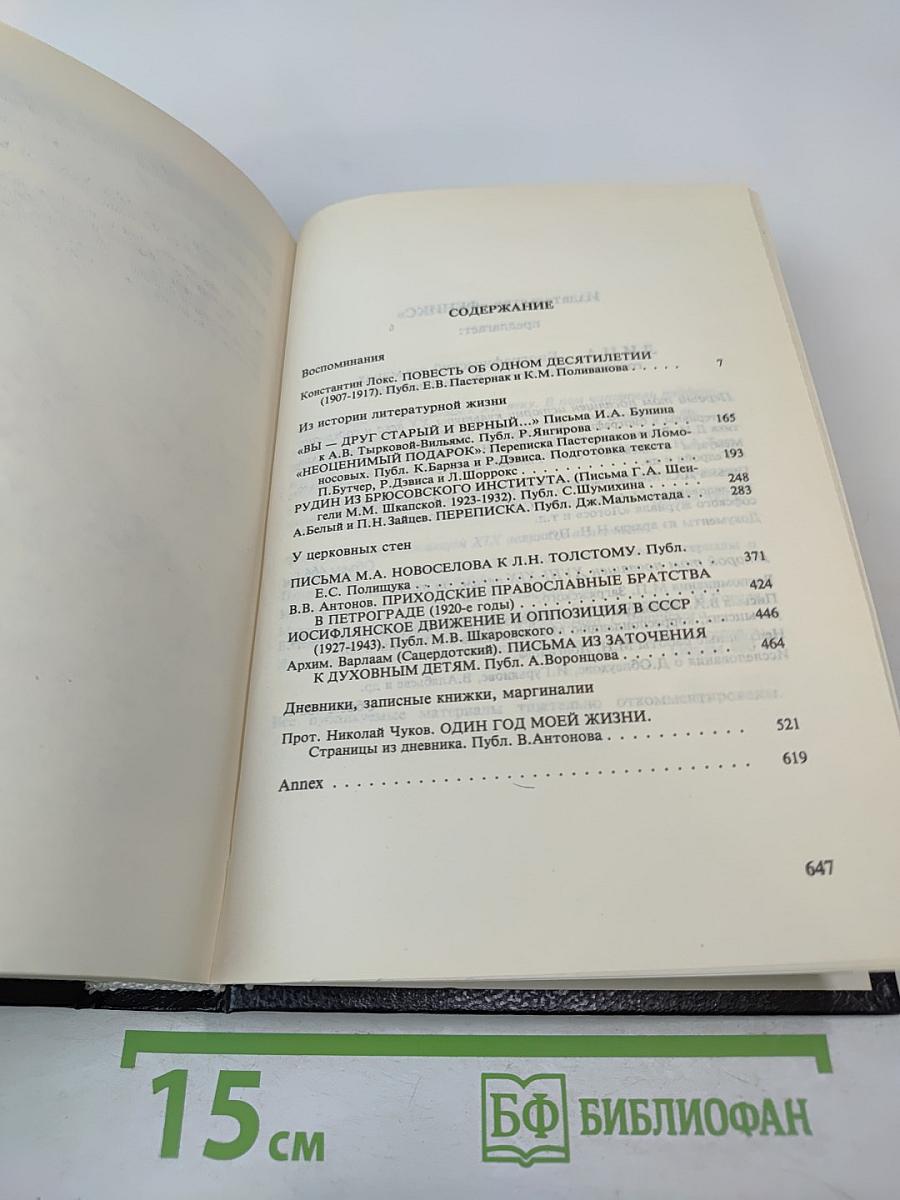 СОДЕРЖАНИЕ
Воспоминания
Константин Локс. ПОВЕСТЬ ОБ ОДНОМ ДЕСЯТИЛЕТИИ
(1907-1917). Публ. Е.В. Пастернак и К.М. Поливанова . . . . . 7
Из истории литературной жизни
«ВЫ — ДРУГ СТАРЫЙ И ВЕРНЫЙ...» Письма И.А. Бунина
к А.В. Тырковой-Вильямс. Публ. Р.Янгирова . . . . . . . . . 165
«НЕОЦЕНИМЫЙ ПОДАРОК». Переписка Пастернаков и Ломо-
носовых. Публ. К.Барнза и Р.Дэвиса. Подготовка текста
П.Бутчер, Р.Дэвиса и Л.Шоррокс . . . . . . . . . . . . . . . 193
РУДИН ИЗ БРЮСОВСКОГО ИНСТИТУТА. (Письма Г.А. Шен-
гели М.М. Шкапской. 1923-1932). Публ. С.Шумихина . . . . . 248
А.Белый и П.Н. Зайцев. ПЕРЕПИСКА. Публ. Дж.Мальмстада . . 283
У церковных стен
ПИСЬМА М.А. НОВОСЕЛОВА К Л.Н. ТОЛСТОМУ. Публ.
Е.С. Полищука . . . . . . . . . . . . . . . . . . . . . . . 371
В.В. Антонов. ПРИХОДСКИЕ ПРАВОСЛАВНЫЕ БРАТСТВА
В ПЕТРОГРАДЕ (1920-е годы) . . . . . . . . . . . . . . . . 424
ИОСИФЛЯНСКОЕ ДВИЖЕНИЕ И ОППОЗИЦИЯ В СССР
(1927-1943). Публ. М.В. Шкаровского . . . . . . . . . . . . 446
Архим. Варлаам (Сацердотский). ПИСЬМА ИЗ ЗАТОЧЕНИЯ
К ДУХОВНЫМ ДЕТЯМ. Публ. А.Воронцова . . . . . . . . . 464
Дневники, записные книжки, маргиналии
Прот. Николай Чуков. ОДИН ГОД МОЕЙ ЖИЗНИ.
Страницы из дневника. Публ. В.Антонова . . . . . . . . . . . 521
Annex . . . . . . . . . . . . . . . . . . . . . . . . . . . . 619
647
15 см
БФ БИБЛИОФАН